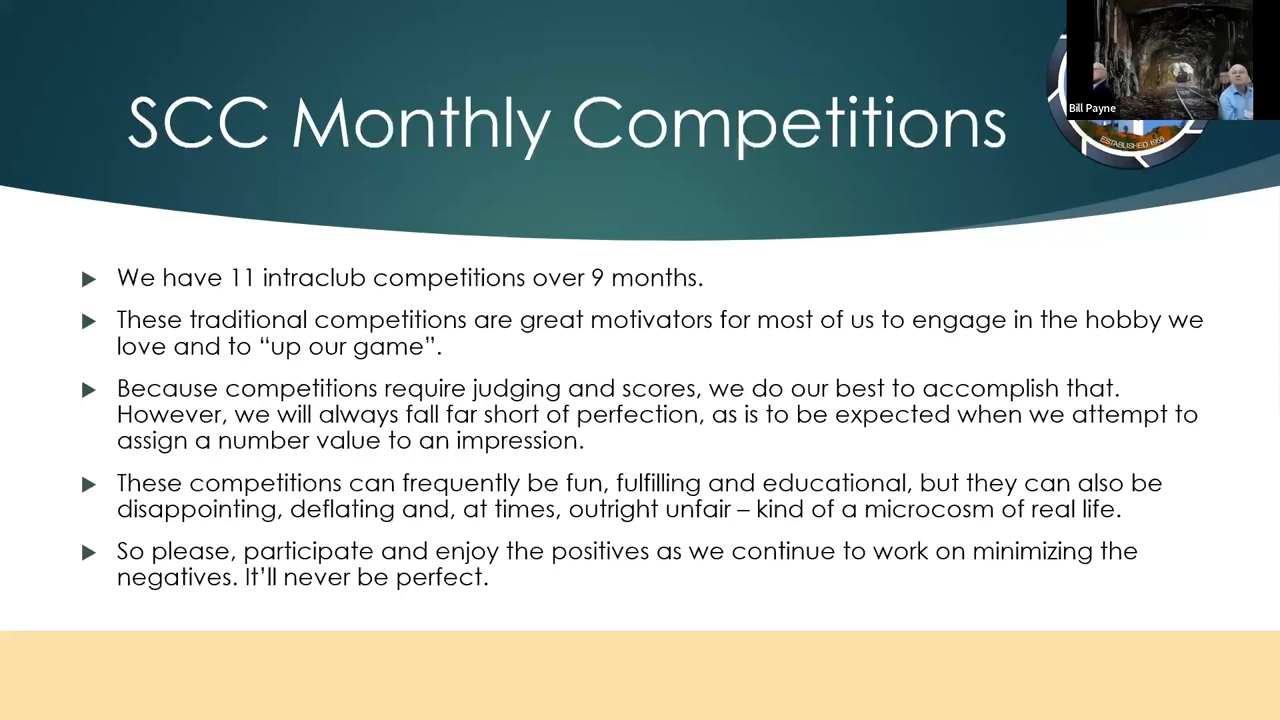 SCC Monthly Competitions
Bill Payne
ESTABLISHED 1950
We have 11 intraclub competitions over 9 months.
These traditional competitions are great motivators for most of us to engage in the hobby we
love and to “up our game”.
Because competitions require judging and scores, we do our best to accomplish that.
However, we will always fall far short of perfection, as is to be expected when we attempt to
assign a number value to an impression.
These competitions can frequently be fun, fulfilling and educational, but they can also be
disappointing, deflating and, at times, outright unfair – kind of a microcosm of real life.
So please, participate and enjoy the positives as we continue to work on minimizing the
negatives. It’ll never be perfect.